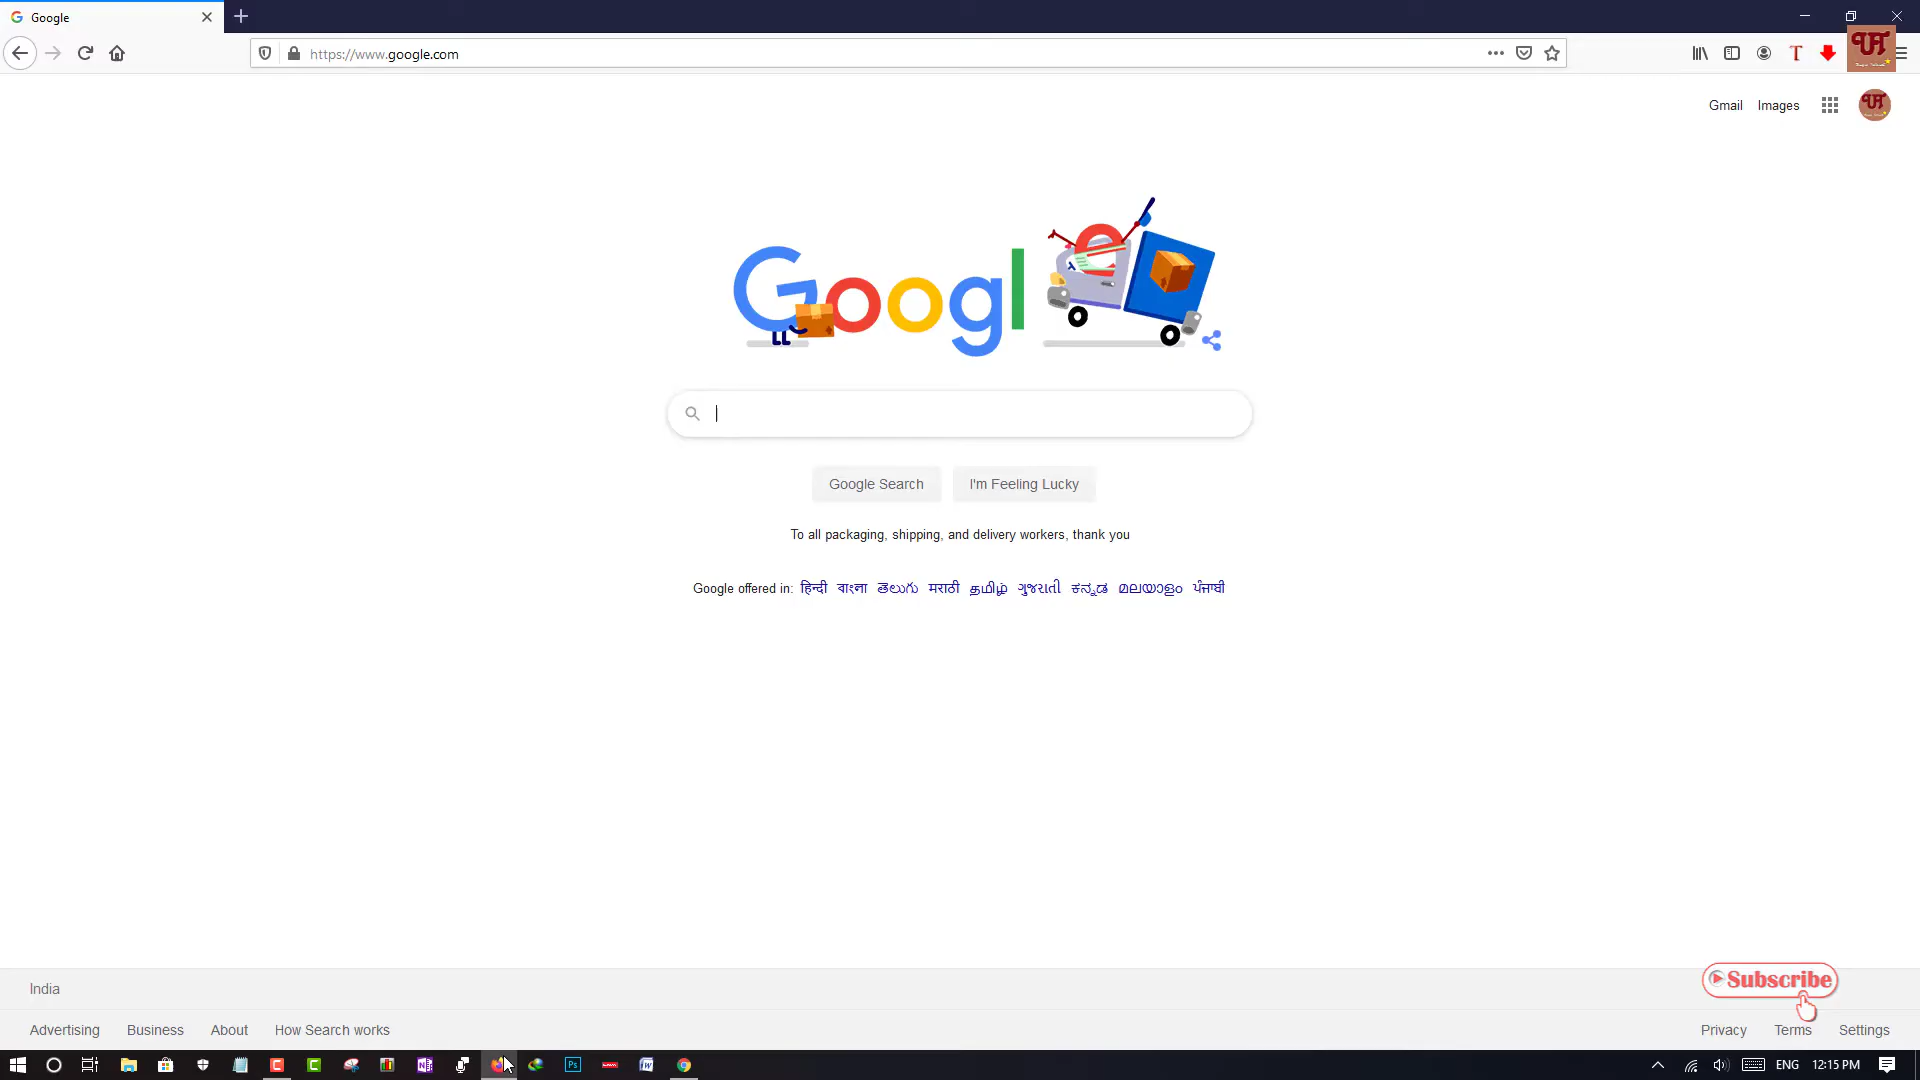 Google
https://www.google.com
T
Gmail Images
Googl
Google Search I'm Feeling Lucky
To all packaging, shipping, and delivery workers, thank you
Google offered in: हिन्दी বাংলা తెలుగు मराठी தமிழ் ગુજરાતી ಕನ್ನಡ മലയാളം ਪੰਜਾਬੀ
India
Subscribe
Advertising Business About How Search works
Privacy Terms Settings
Ps
ENG 12:15 PM